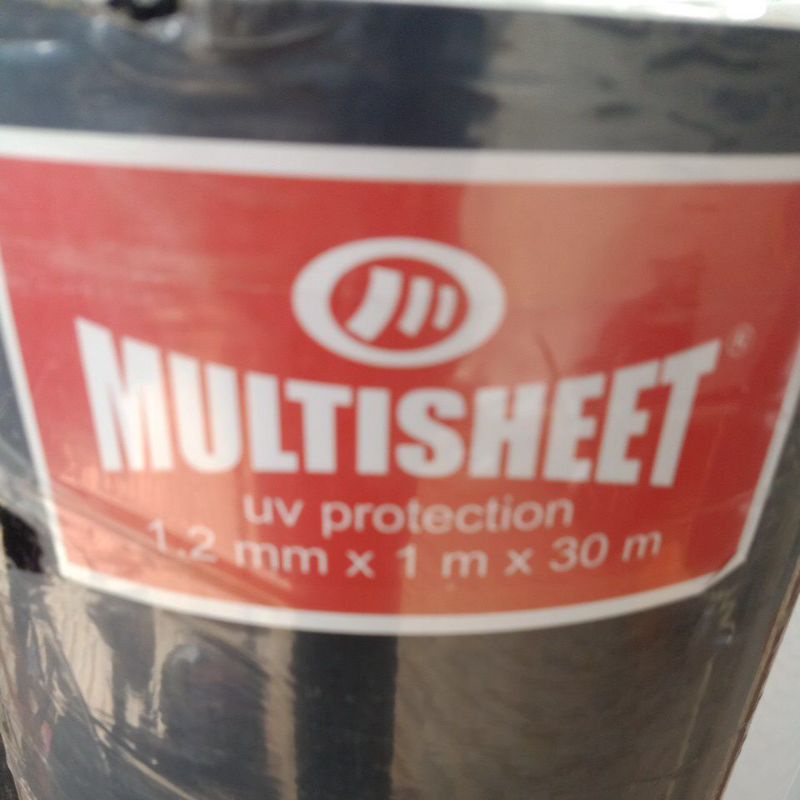 MULTISHEET®
uv protection
1.2 mm x 1 m x 30 m